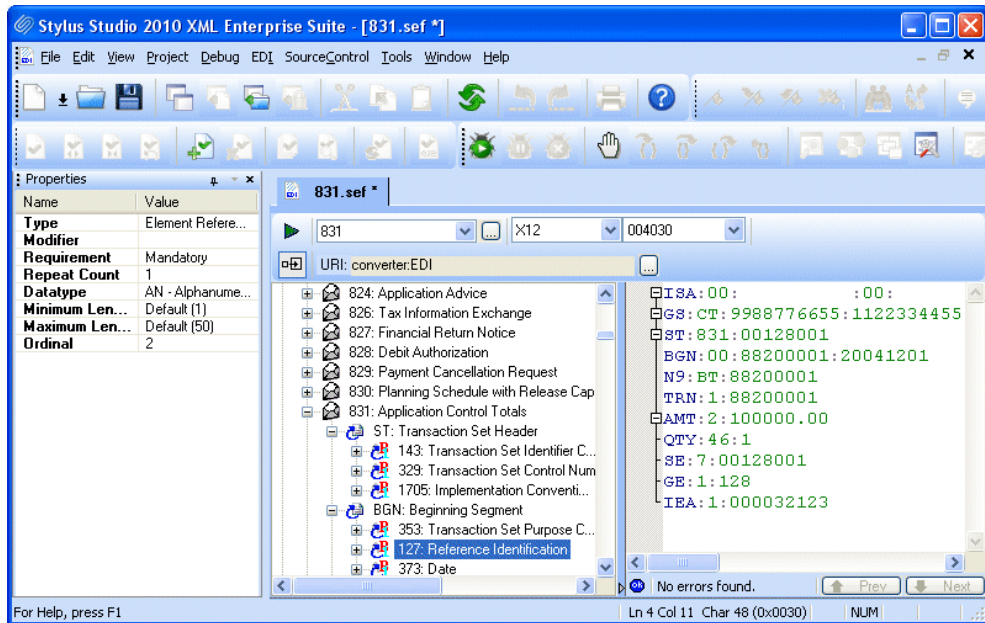 Stylus Studio 2010 XML Enterprise Suite - [831.sef *]
File Edit View Project Debug EDI SourceControl Tools Window Help
Properties
Name Value
Type Element Refere...
Modifier
Requirement Mandatory
Repeat Count 1
Datatype AN - Alphanume...
Minimum Len... Default (1)
Maximum Len... Default (50)
Ordinal 2
831.sef *
831 ... X12 004030
URI: converter:EDI ...
824: Application Advice
826: Tax Information Exchange
827: Financial Return Notice
828: Debit Authorization
829: Payment Cancellation Request
830: Planning Schedule with Release Cap
831: Application Control Totals
ST: Transaction Set Header
143: Transaction Set Identifier C...
329: Transaction Set Control Num
1705: Implementation Conventi...
BGN: Beginning Segment
353: Transaction Set Purpose C...
127: Reference Identification
373: Date
ISA:00: :00:
GS:CT:9988776655:1122334455
ST:831:00128001
BGN:00:88200001:20041201
N9:BT:88200001
TRN:1:88200001
AMT:2:100000.00
QTY:46:1
SE:7:00128001
GE:1:128
IEA:1:000032123
No errors found. Prev Next
For Help, press F1 Ln 4 Col 11 Char 48 (0x0030) NUM